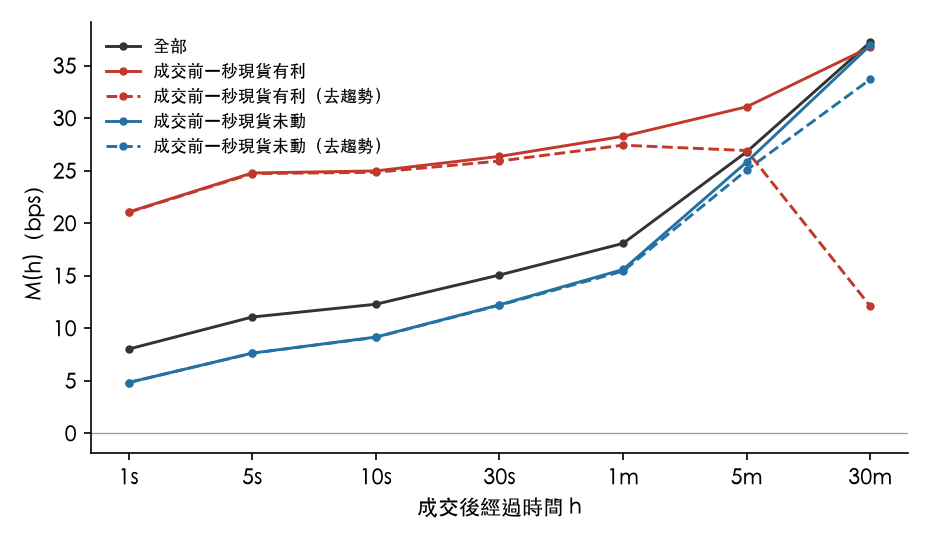 全部
成交前一秒現貨有利
成交前一秒現貨有利（去趨勢）
成交前一秒現貨未動
成交前一秒現貨未動（去趨勢）
M(h)（bps）
35
30
25
20
15
10
5
0
1s 5s 10s 30s 1m 5m 30m
成交後經過時間 h